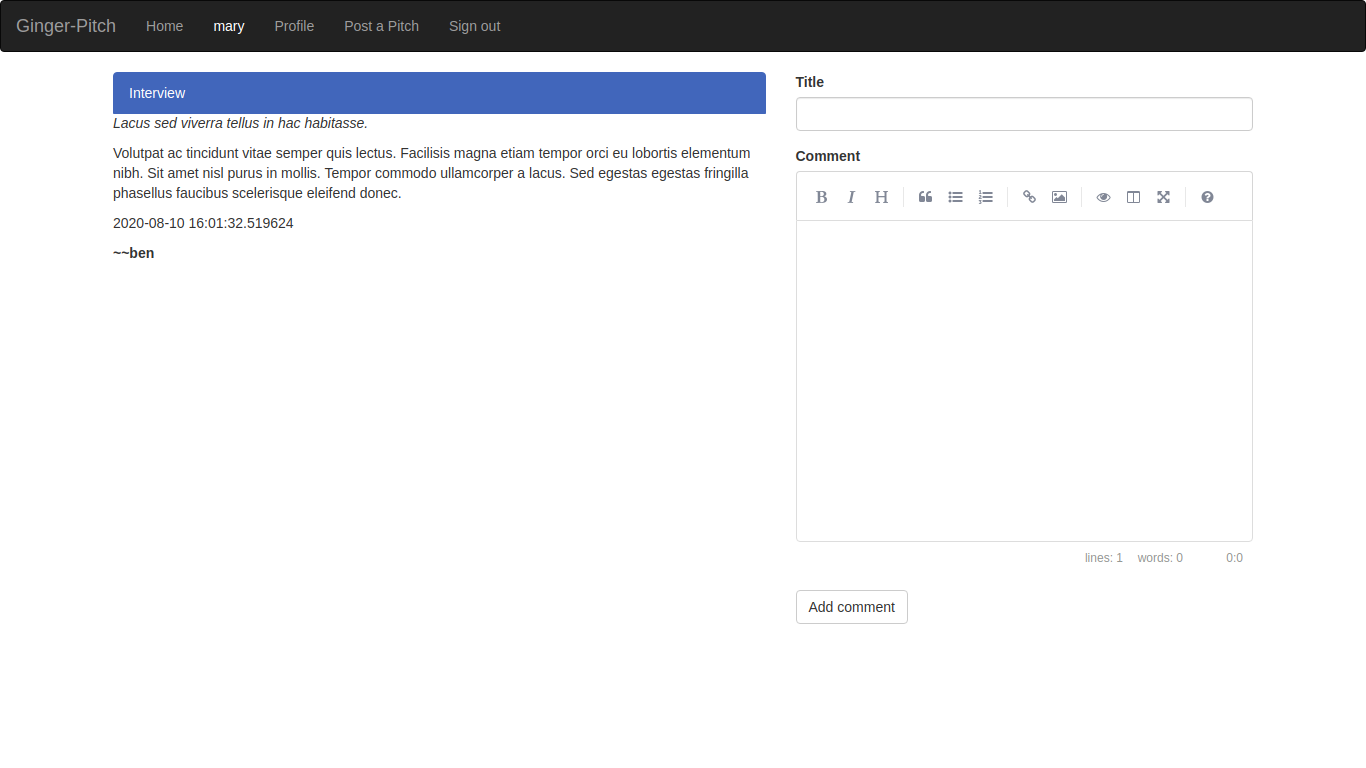 Ginger-Pitch Home mary Profile Post a Pitch Sign out
Interview
Lacus sed viverra tellus in hac habitasse.
Volutpat ac tincidunt vitae semper quis lectus. Facilisis magna etiam tempor orci eu lobortis elementum
nibh. Sit amet nisl purus in mollis. Tempor commodo ullamcorper a lacus. Sed egestas egestas fringilla
phasellus faucibus scelerisque eleifend donec.
2020-08-10 16:01:32.519624
~~ben
Title
Comment
B I H
lines: 1 words: 0 0:0
Add comment